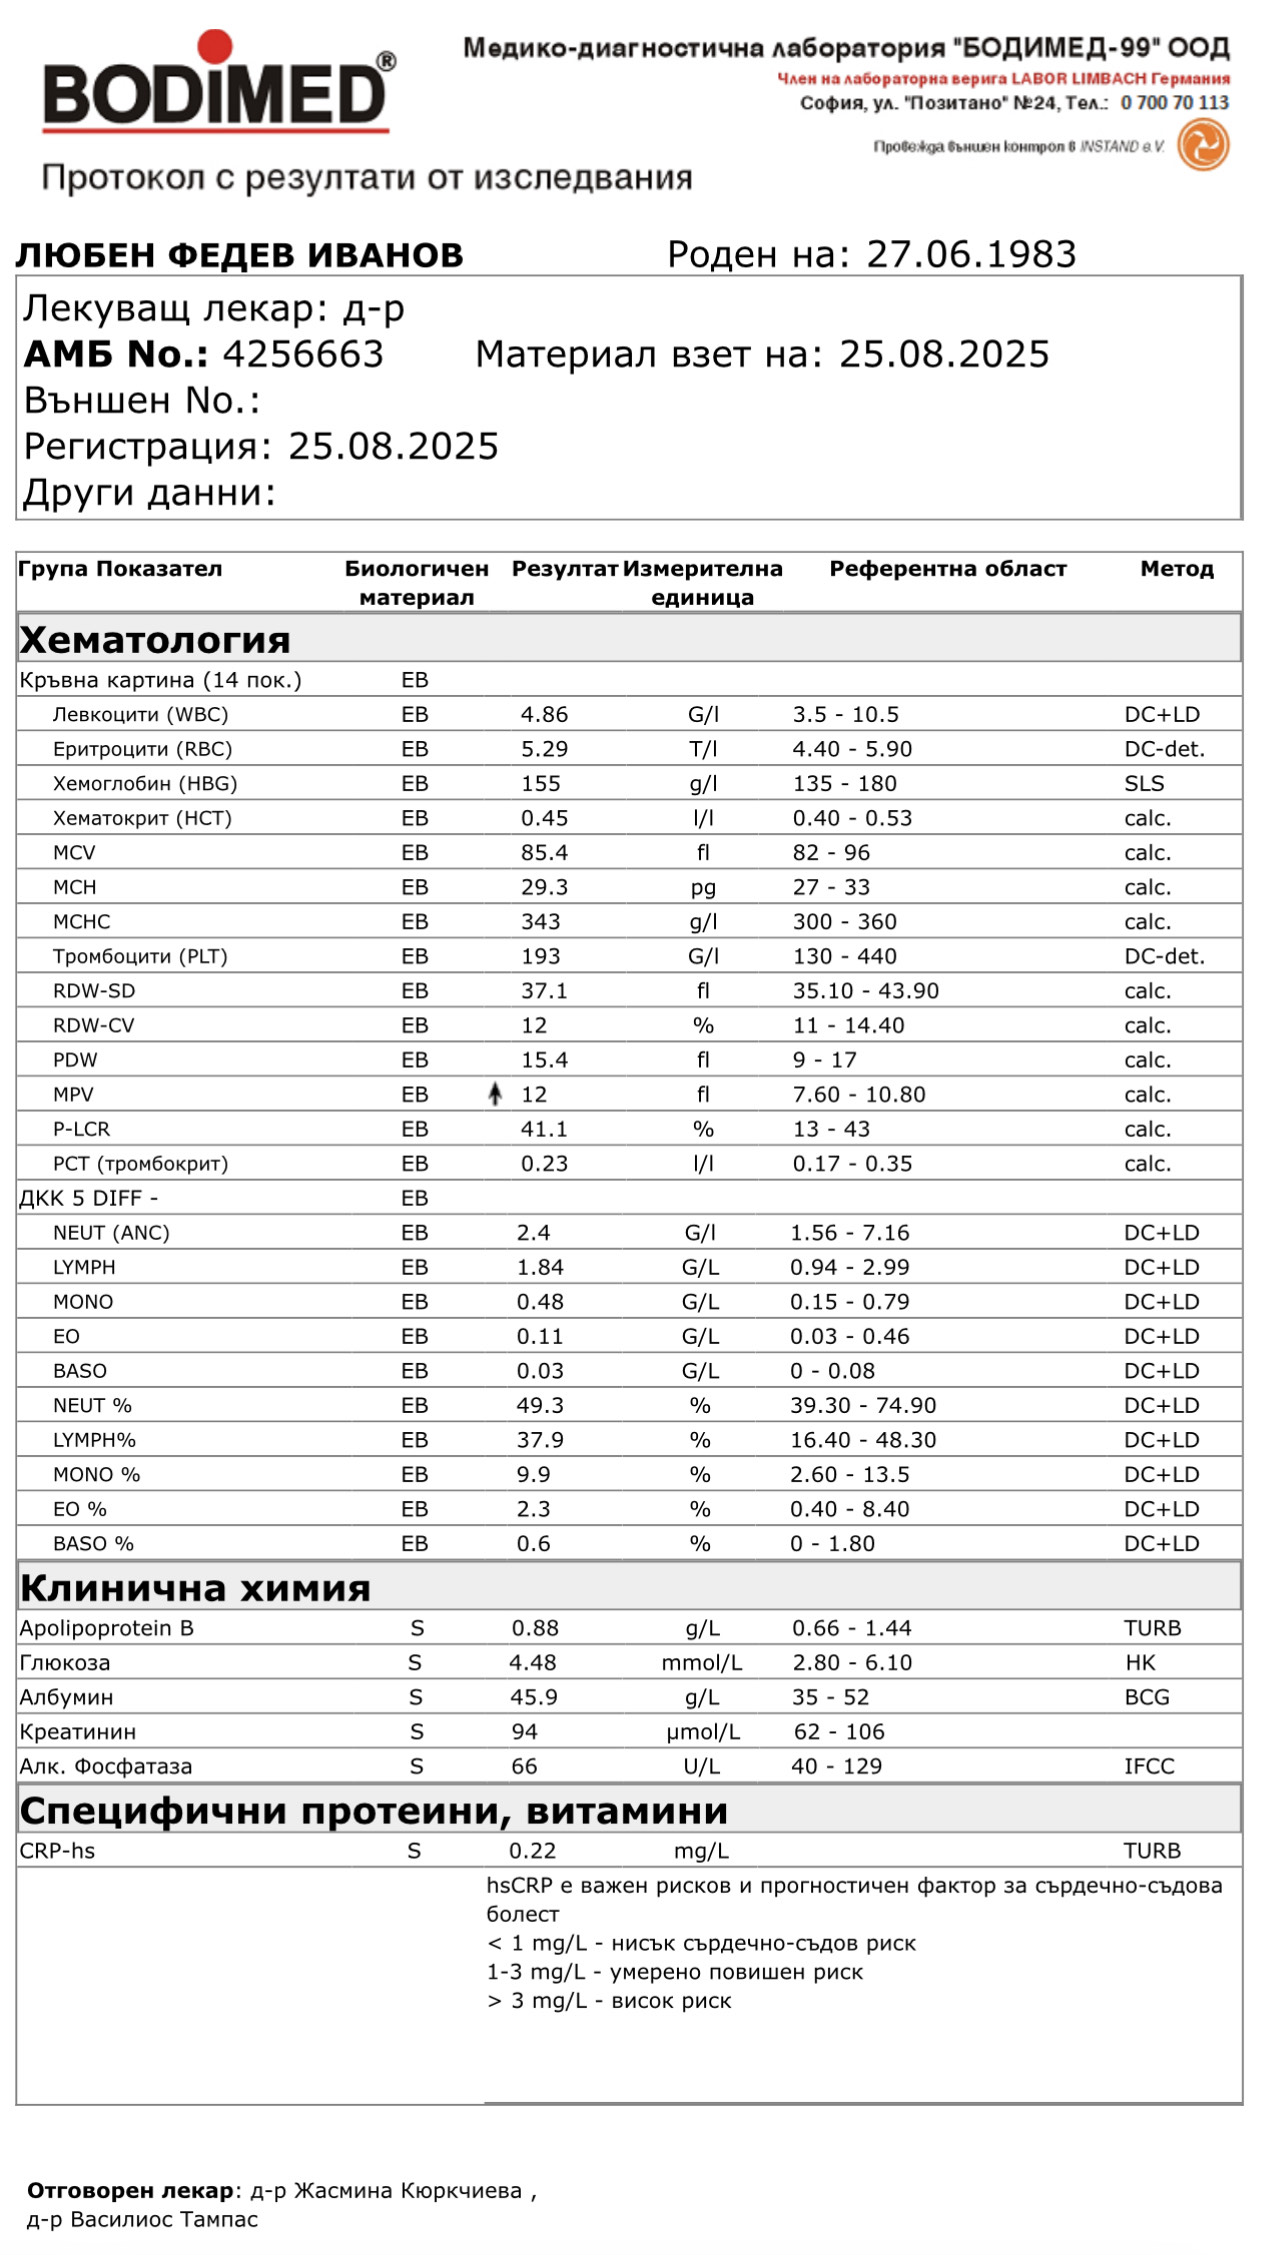 BODiMED®
Медико-диагностична лаборатория "БОДИМЕД-99" ООД
Член на лабораторна верига LABOR LIMBACH Германия
София, ул. "Позитано" №24, Тел.: 0 700 70 113
Провежда външен контрол в INSTAND e.V.
Протокол с резултати от изследвания
ЛЮБЕН ФЕДЕВ ИВАНОВ Роден на: 27.06.1983
Лекуващ лекар: д-р
АМБ No.: 4256663 Материал взет на: 25.08.2025
Външен No.:
Регистрация: 25.08.2025
Други данни:
Група Показател Биологичен материал Резултат Измерителна единица Референтна област Метод
Хематология
Кръвна картина (14 пок.) EB
Левкоцити (WBC) EB 4.86 G/l 3.5 - 10.5 DC+LD
Еритроцити (RBC) EB 5.29 T/l 4.40 - 5.90 DC-det.
Хемоглобин (HBG) EB 155 g/l 135 - 180 SLS
Хематокрит (HCT) EB 0.45 l/l 0.40 - 0.53 calc.
MCV EB 85.4 fl 82 - 96 calc.
MCH EB 29.3 pg 27 - 33 calc.
MCHC EB 343 g/l 300 - 360 calc.
Тромбоцити (PLT) EB 193 G/l 130 - 440 DC-det.
RDW-SD EB 37.1 fl 35.10 - 43.90 calc.
RDW-CV EB 12 % 11 - 14.40 calc.
PDW EB 15.4 fl 9 - 17 calc.
MPV EB 12 fl 7.60 - 10.80 calc.
P-LCR EB 41.1 % 13 - 43 calc.
PCT (тромбокрит) EB 0.23 l/l 0.17 - 0.35 calc.
ДКК 5 DIFF - EB
NEUT (ANC) EB 2.4 G/l 1.56 - 7.16 DC+LD
LYMPH EB 1.84 G/L 0.94 - 2.99 DC+LD
MONO EB 0.48 G/L 0.15 - 0.79 DC+LD
EO EB 0.11 G/L 0.03 - 0.46 DC+LD
BASO EB 0.03 G/L 0 - 0.08 DC+LD
NEUT % EB 49.3 % 39.30 - 74.90 DC+LD
LYMPH% EB 37.9 % 16.40 - 48.30 DC+LD
MONO % EB 9.9 % 2.60 - 13.5 DC+LD
EO % EB 2.3 % 0.40 - 8.40 DC+LD
BASO % EB 0.6 % 0 - 1.80 DC+LD
Клинична химия
Apolipoprotein B S 0.88 g/L 0.66 - 1.44 TURB
Глюкоза S 4.48 mmol/L 2.80 - 6.10 HK
Албумин S 45.9 g/L 35 - 52 BCG
Креатинин S 94 µmol/L 62 - 106
Алк. Фосфатаза S 66 U/L 40 - 129 IFCC
Специфични протеини, витамини
CRP-hs S 0.22 mg/L TURB
hsCRP е важен рисков и прогностичен фактор за сърдечно-съдова
болест
< 1 mg/L - нисък сърдечно-съдов риск
1-3 mg/L - умерено повишен риск
> 3 mg/L - висок риск
Отговорен лекар: д-р Жасмина Кюркчиева ,
д-р Василиос Тампас